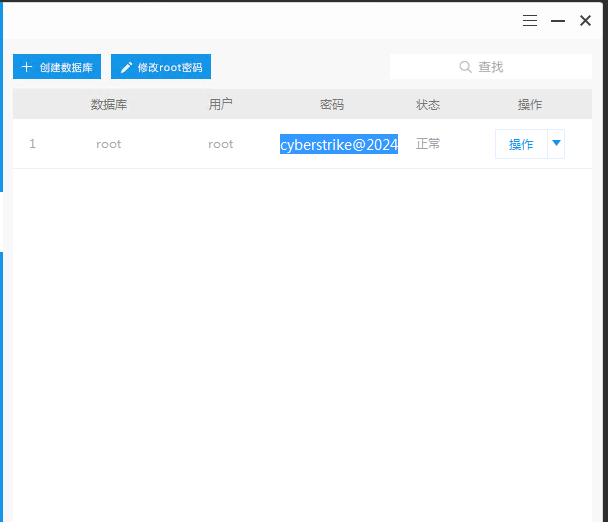 创建数据库 修改root密码 查找
数据库 用户 密码 状态 操作
1 root root cyberstrike@2024 正常 操作